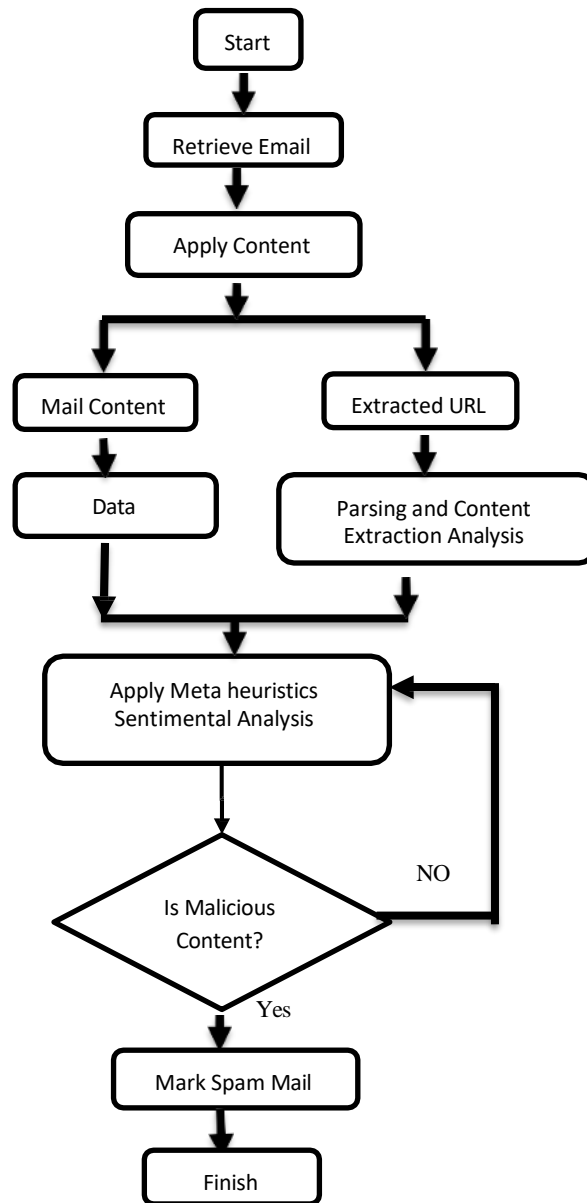 Start
Retrieve Email
Apply Content
Mail Content
Extracted URL
Data
Parsing and Content
Extraction Analysis
Apply Meta heuristics
Sentimental Analysis
NO
Is Malicious
Content?
Yes
Mark Spam Mail
Finish